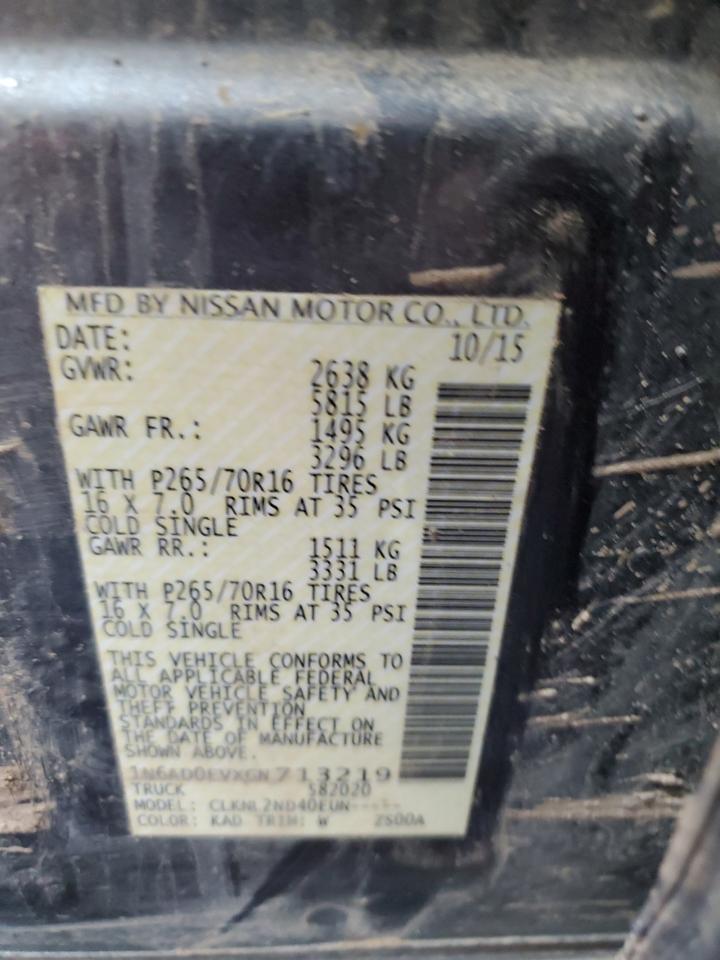 MFD BY NISSAN MOTOR CO., LTD.
DATE: 10/15
GVWR: 2638 KG
5815 LB
GAWR FR.: 1495 KG
3296 LB
WITH P265/70R16 TIRES
16 X 7.0 RIMS AT 35 PSI
COLD SINGLE
GAWR RR.: 1511 KG
3331 LB
WITH P265/70R16 TIRES
16 X 7.0 RIMS AT 35 PSI
COLD SINGLE
THIS VEHICLE CONFORMS TO
ALL APPLICABLE FEDERAL
MOTOR VEHICLE SAFETY AND
THEFT PREVENTION
STANDARDS IN EFFECT ON
THE DATE OF MANUFACTURE
SHOWN ABOVE.
1N6AD0EVXGN713219
TRUCK 582020
MODEL: CLKNL2ND40EUN-----
COLOR: KAD TRIM: W 2S00A